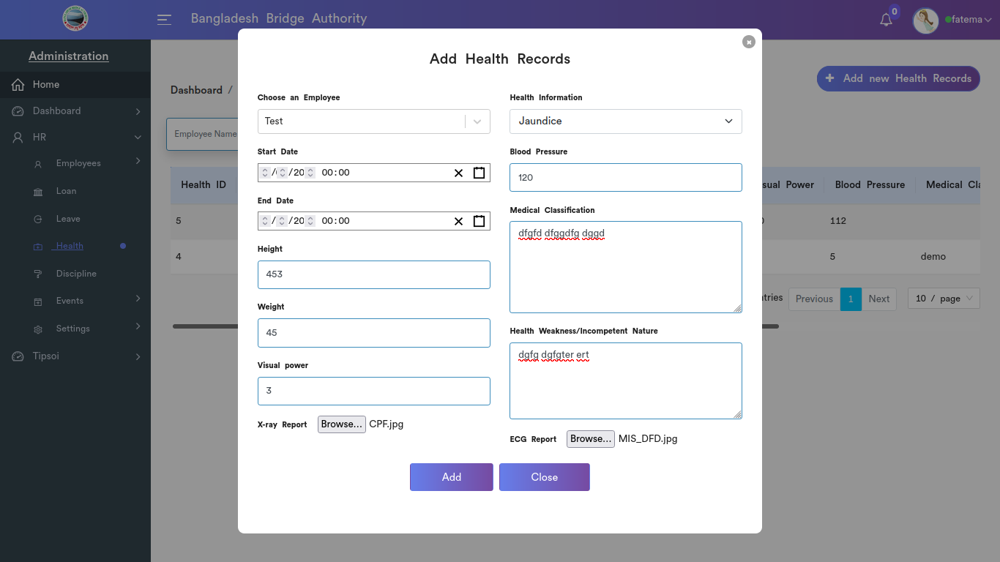 Bangladesh Bridge Authority
0
fatema
Administration
Home
Dashboard
HR
Employees
Loan
Leave
Health
Discipline
Events
Settings
Tipsoi
Dashboard /
+ Add new Health Records
Employee Name
Health ID
sual Power
Blood Pressure
Medical Cla
5
112
4
5
demo
ntries
Previous
1
Next
10 / page
Add Health Records
Choose an Employee
Test
Start Date
/ /20 00:00
End Date
/ /20 00:00
Height
453
Weight
45
Visual power
3
X-ray Report Browse... CPF.jpg
Health Information
Jaundice
Blood Pressure
120
Medical Classification
dfgfd dfggdfg dggd
Health Weakness/Incompetent Nature
dgfg dgfgter ert
ECG Report Browse... MIS_DFD.jpg
Add
Close